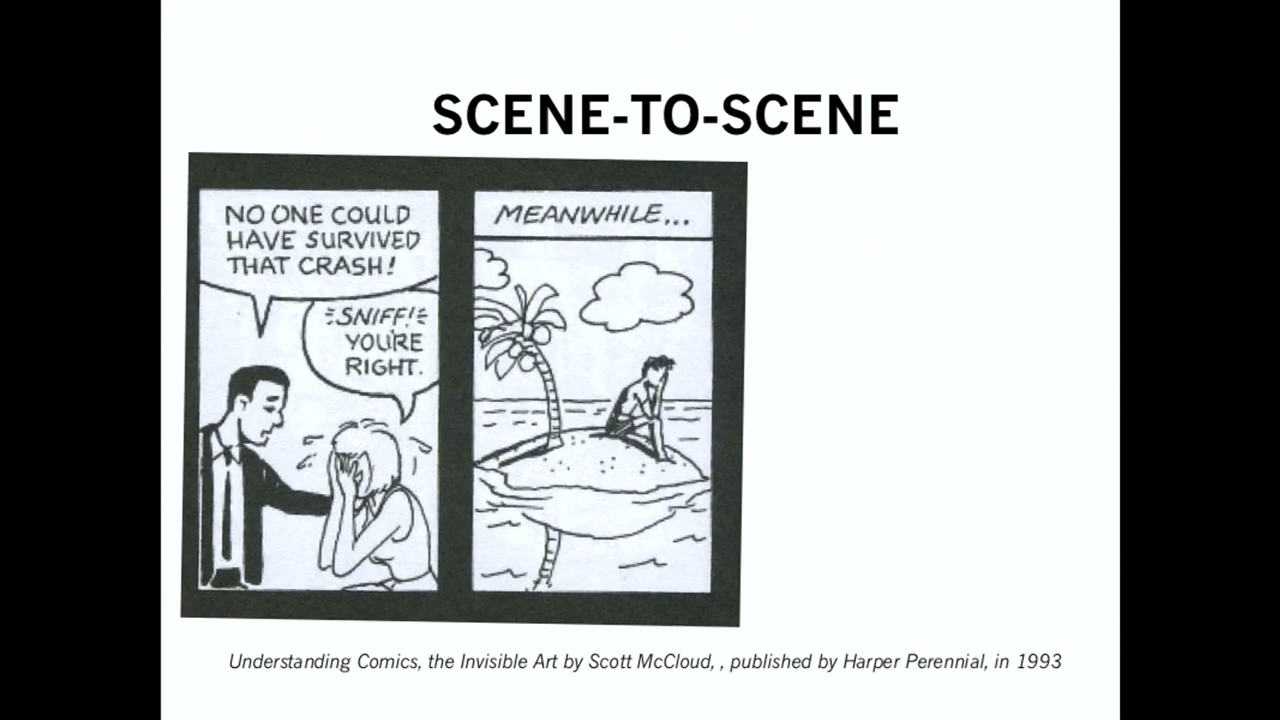 SCENE-TO-SCENE
NO ONE COULD
HAVE SURVIVED
THAT CRASH!
SNIFF!
YOU'RE
RIGHT.
MEANWHILE...
Understanding Comics, the Invisible Art by Scott McCloud, , published by Harper Perennial, in 1993